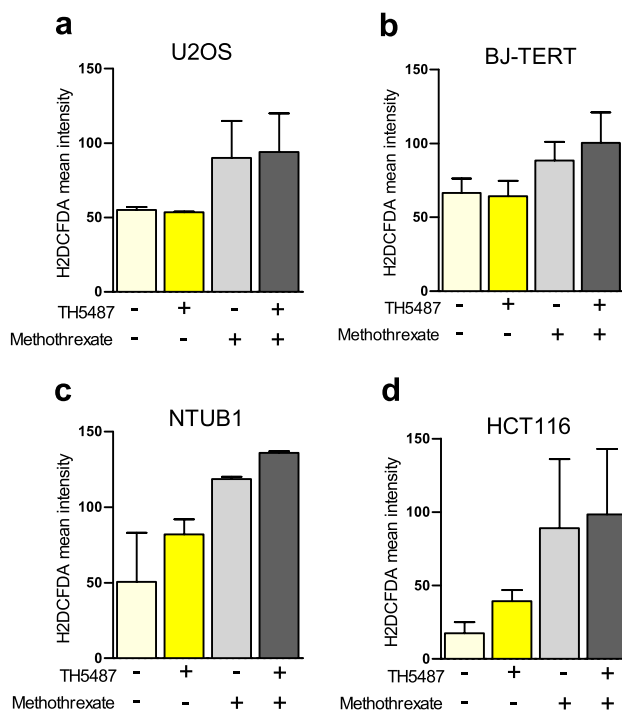 a
U2OS
H2DCFDA mean intensity
150
100
50
0
TH5487 - + - +
Methothrexate - - + +
b
BJ-TERT
H2DCFDA mean intensity
150
100
50
0
TH5487 - + - +
Methothrexate - - + +
c
NTUB1
H2DCFDA mean intensity
150
100
50
0
TH5487 - + - +
Methothrexate - - + +
d
HCT116
H2DCFDA mean intensity
150
100
50
0
TH5487 - + - +
Methothrexate - - + +